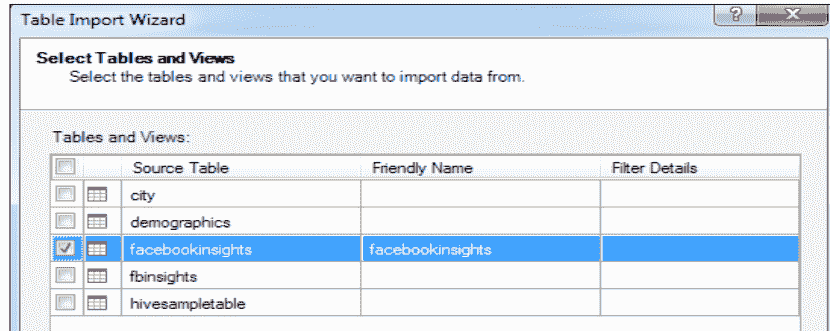 Table Import Wizard
Select Tables and Views
Select the tables and views that you want to import data from.
Tables and Views:
Source Table Friendly Name Filter Details
city
demographics
facebookinsights facebookinsights
fbinsights
hivesampletable